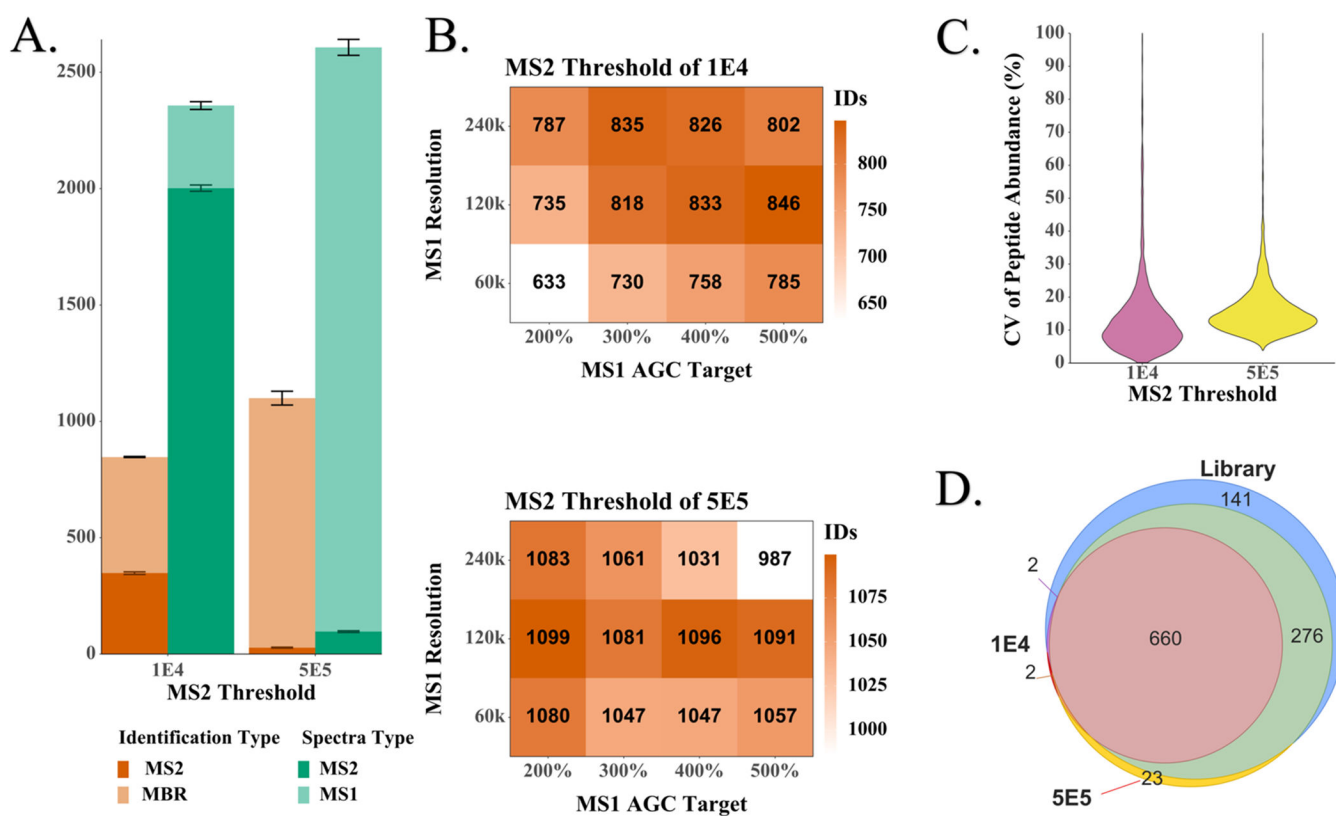 A.
2500
2000
1500
1000
500
0
1E4
5E5
MS2 Threshold
Identification Type
MS2
MBR
Spectra Type
MS2
MS1
B.
MS2 Threshold of 1E4
MS1 Resolution
240k 787 835 826 802
120k 735 818 833 846
60k 633 730 758 785
200% 300% 400% 500%
MS1 AGC Target
IDs
800
750
700
650
MS2 Threshold of 5E5
MS1 Resolution
240k 1083 1061 1031 987
120k 1099 1081 1096 1091
60k 1080 1047 1047 1057
200% 300% 400% 500%
MS1 AGC Target
IDs
1075
1050
1025
1000
C.
CV of Peptide Abundance (%)
100
90
80
70
60
50
40
30
20
10
0
1E4
5E5
MS2 Threshold
D.
Library
141
2
1E4
2
660
276
23
5E5